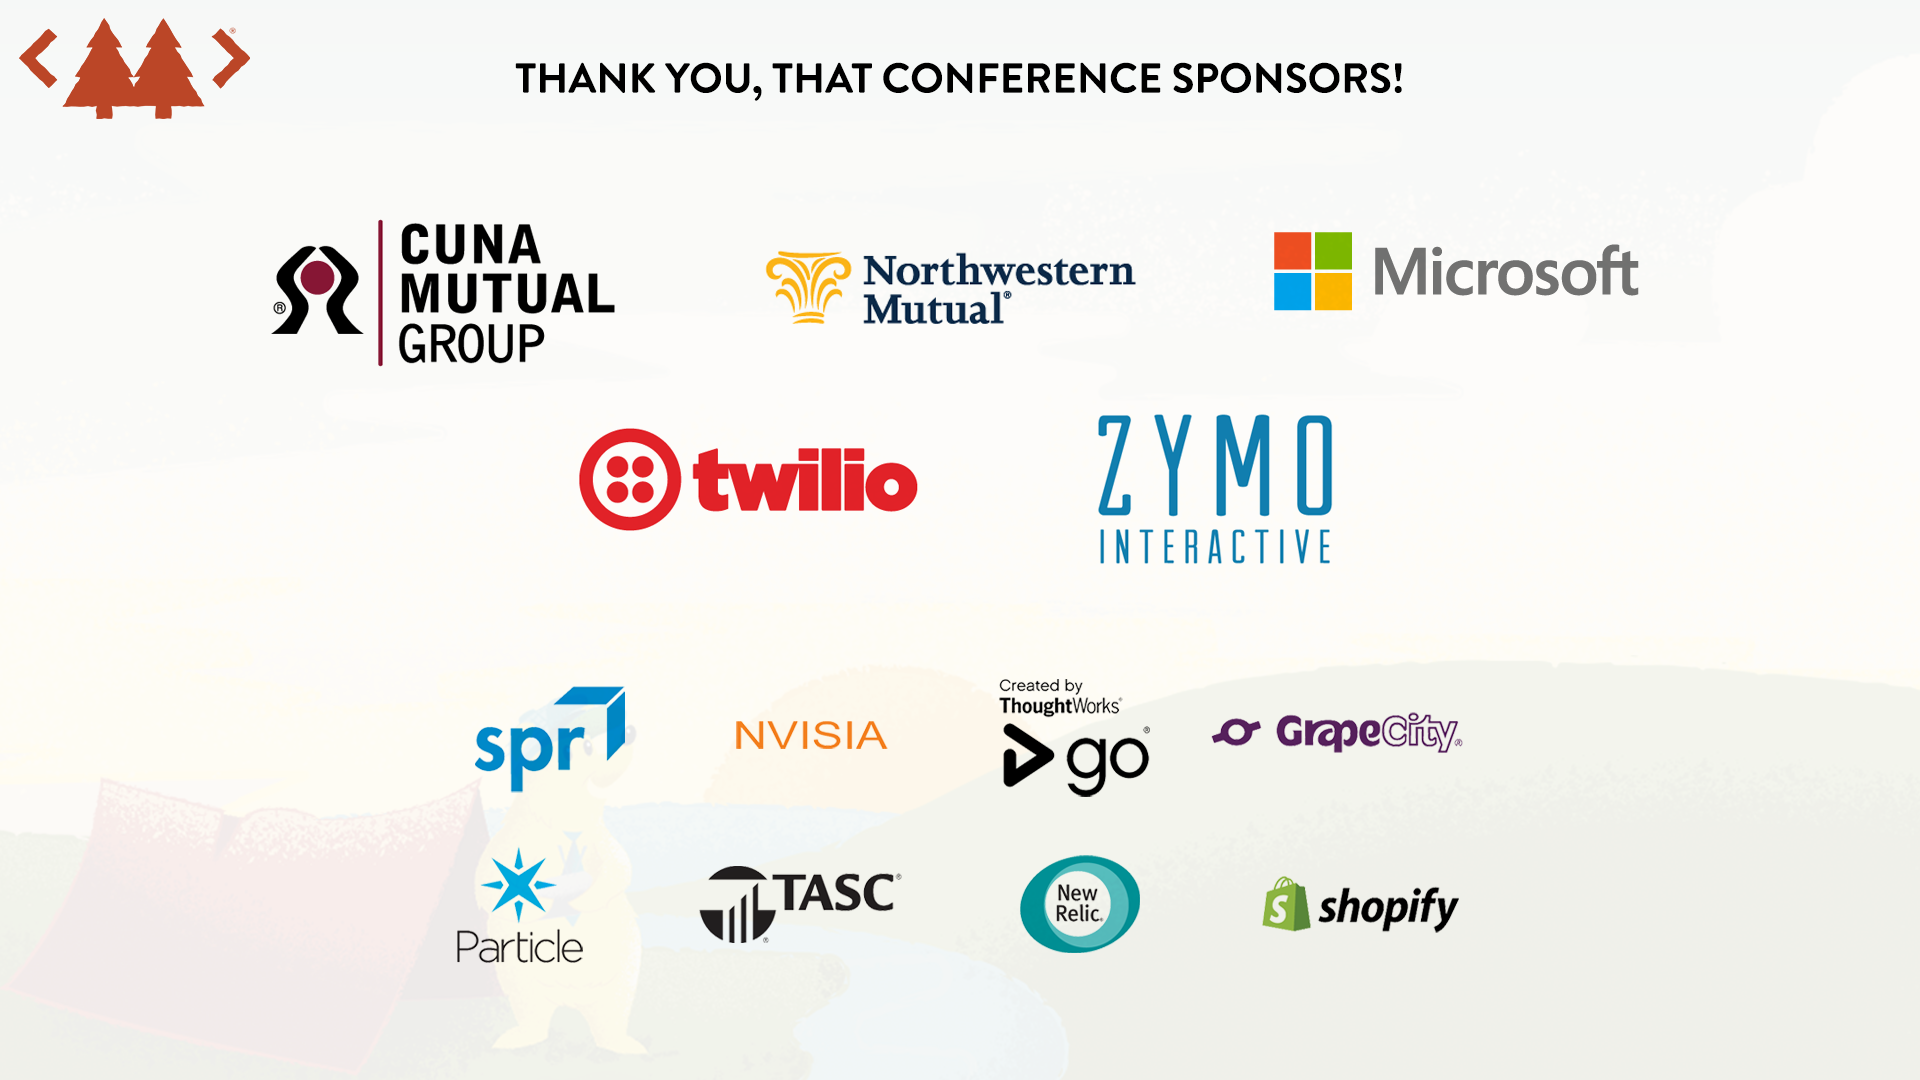 THANK YOU, THAT CONFERENCE SPONSORS!
®
CUNA
MUTUAL
GROUP
®
Northwestern
Mutual®
Microsoft
twilio
ZYMO
INTERACTIVE
spr
NVISIA
Created by
ThoughtWorks®
go®
GrapeCity®
Particle
TASC®
®
New
Relic®
S shopify